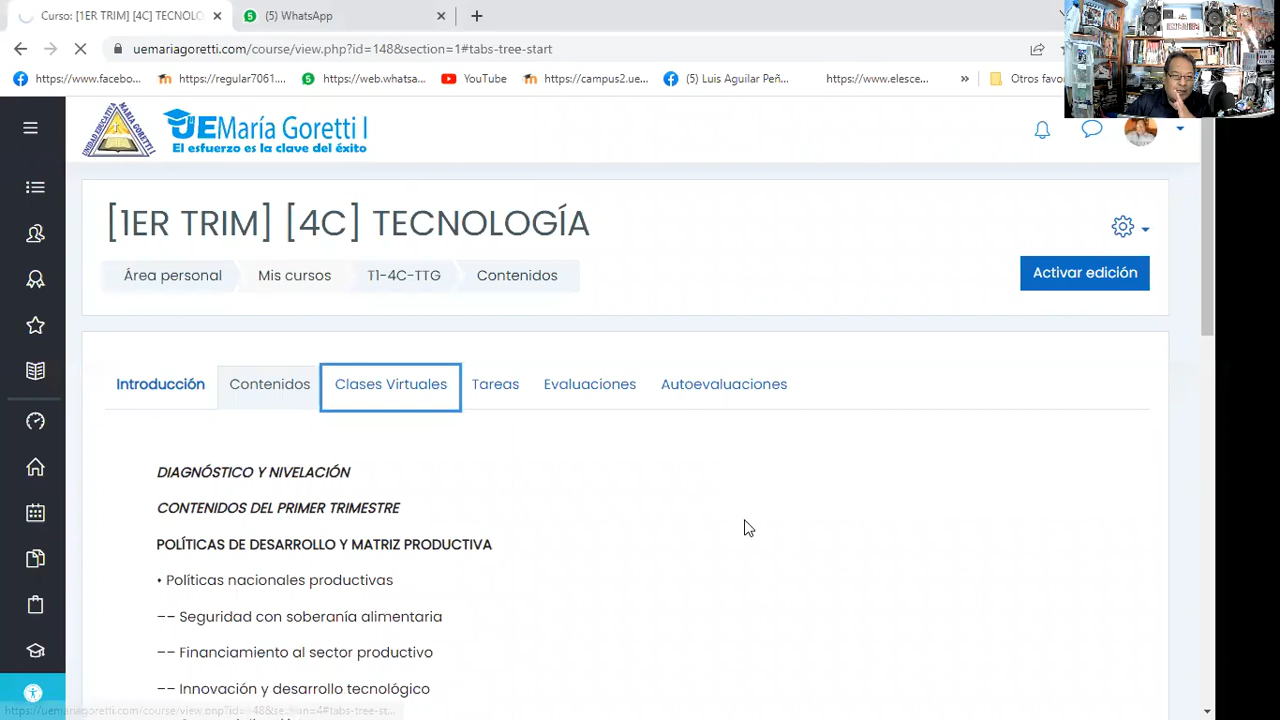 Curso: [1ER TRIM] [4C] TECNOLO
(5) WhatsApp
uemariagoretti.com/course/view.php?id=148&section=1#tabs-tree-start
https://www.facebo...
https://regular7061...
https://web.whatsa...
YouTube
https://campus2.ue...
(5) Luis Aguilar Peñ...
https://www.elesce...
»
Otros favo
UEMaría Goretti I
El esfuerzo es la clave del éxito
[1ER TRIM] [4C] TECNOLOGÍA
Área personal
Mis cursos
T1-4C-TTG
Contenidos
Activar edición
Introducción
Contenidos
Clases Virtuales
Tareas
Evaluaciones
Autoevaluaciones
DIAGNÓSTICO Y NIVELACIÓN
CONTENIDOS DEL PRIMER TRIMESTRE
POLÍTICAS DE DESARROLLO Y MATRIZ PRODUCTIVA
• Políticas nacionales productivas
–– Seguridad con soberanía alimentaria
–– Financiamiento al sector productivo
–– Innovación y desarrollo tecnológico